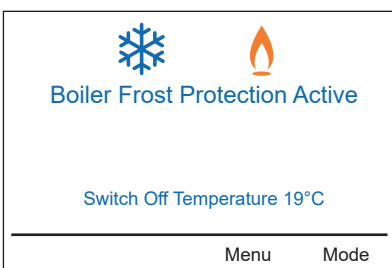 Boiler Frost Protection Active
Switch Off Temperature 19°C
Menu Mode